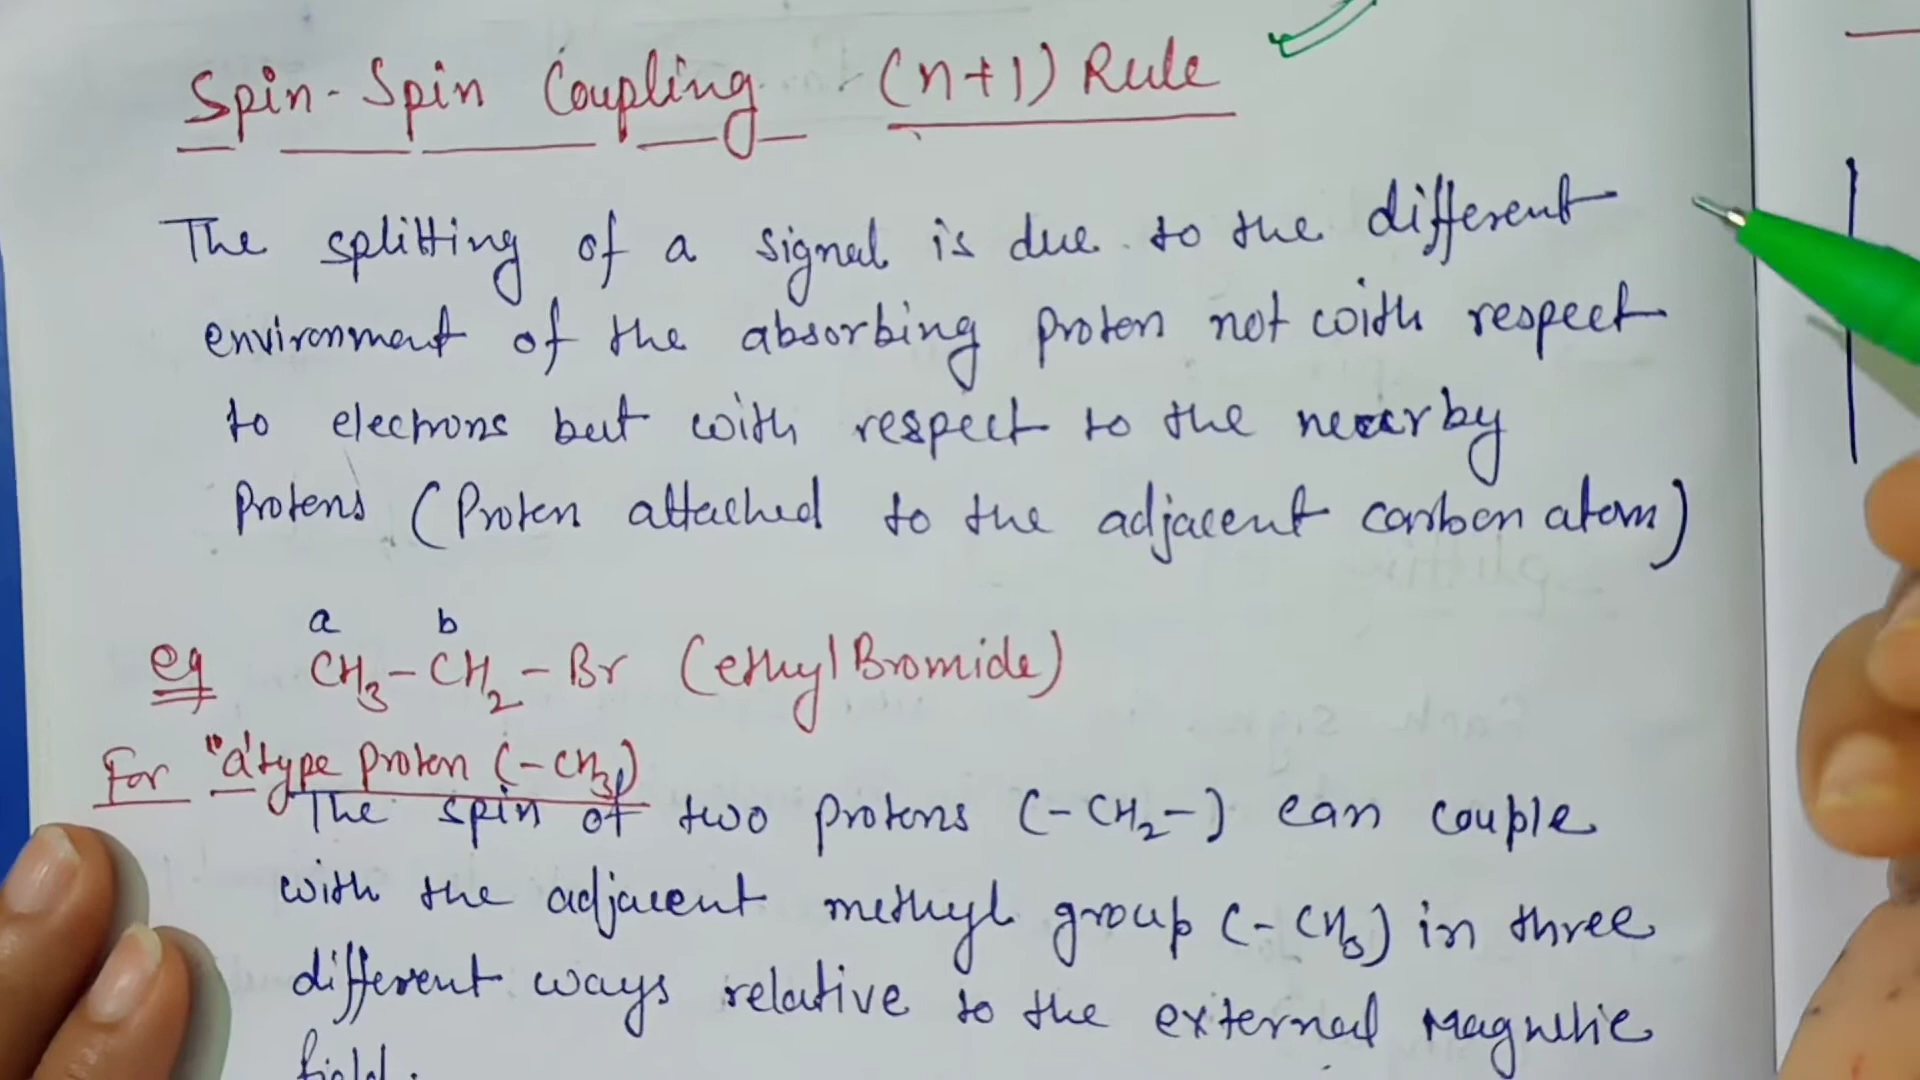 Spin-Spin Coupling (n+1) Rule
The splitting of a signal is due to the different
environment of the absorbing proton not with respect
to electrons but with respect to the nearby
Protons (Proton attached to the adjacent carbon atom)
a b
eg CH3-CH2-Br (ethyl Bromide)
For "a' type proton (-CH3)
The spin of two protons (-CH2-) can couple
with the adjacent methyl group (-CH3) in three
different ways relative to the external Magnetic
field.